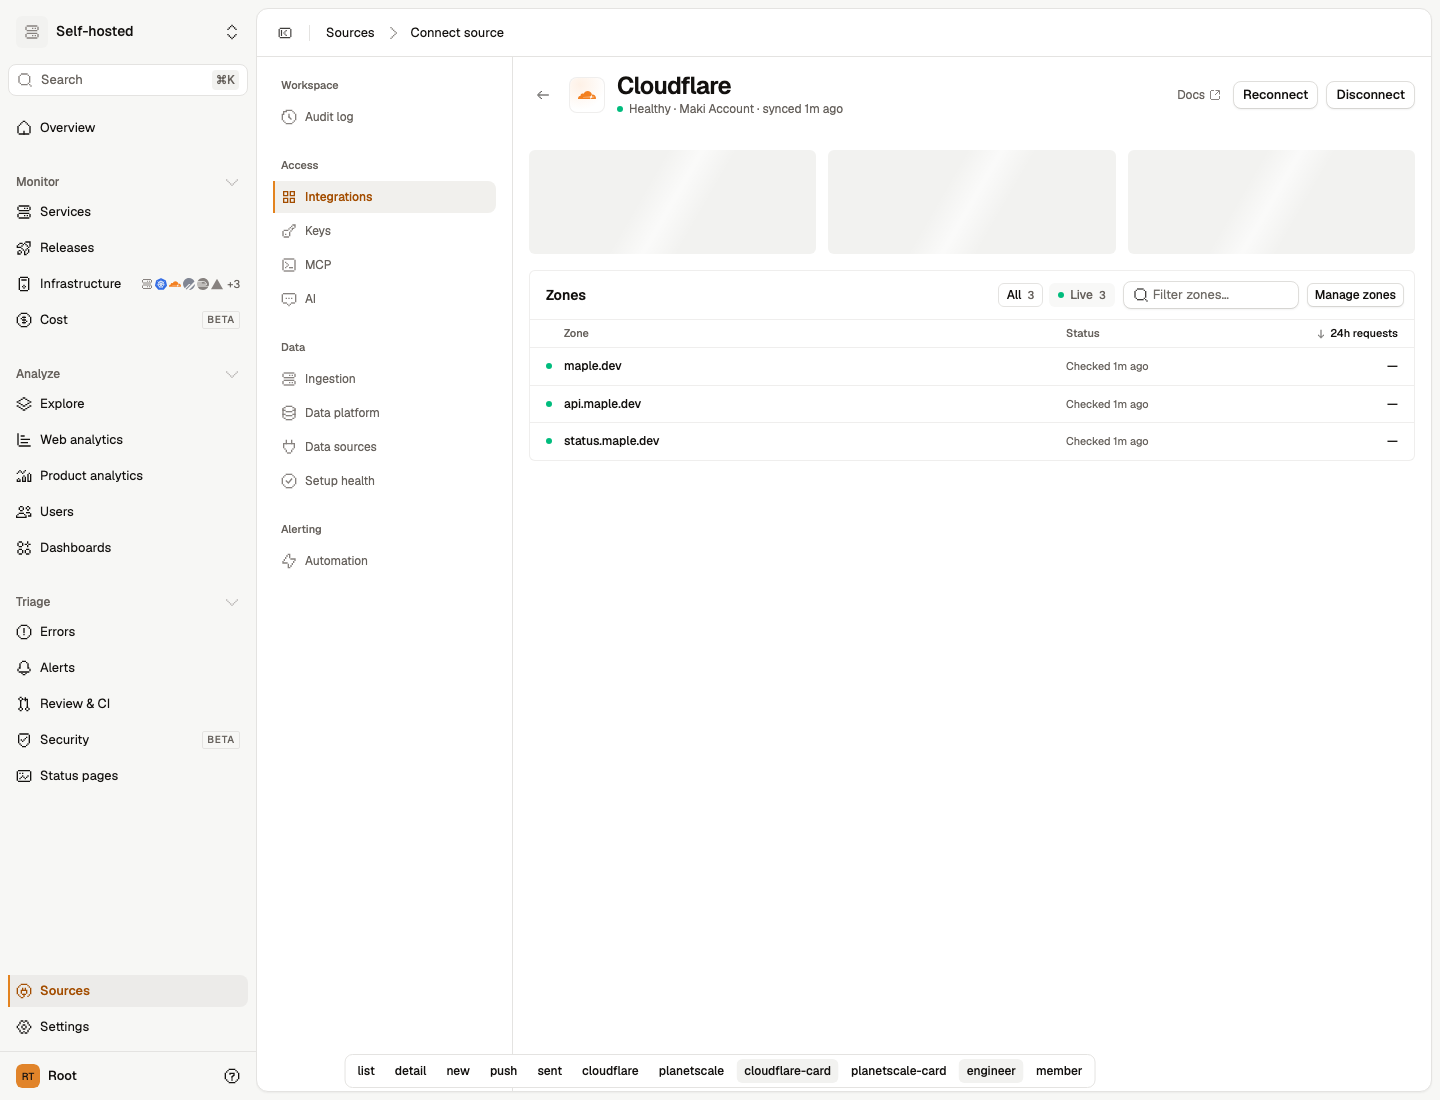 Self-hosted
Search ⌘K
Overview
Monitor
Services
Releases
Infrastructure +3
Cost BETA
Analyze
Explore
Web analytics
Product analytics
Users
Dashboards
Triage
Errors
Alerts
Review & CI
Security BETA
Status pages
Sources
Settings
RT Root
Sources Connect source
Workspace
Audit log
Access
Integrations
Keys
MCP
AI
Data
Ingestion
Data platform
Data sources
Setup health
Alerting
Automation
Cloudflare
Healthy · Maki Account · synced 1m ago
Docs Reconnect Disconnect
Zones All 3 Live 3 Filter zones... Manage zones
Zone Status ↓ 24h requests
maple.dev Checked 1m ago —
api.maple.dev Checked 1m ago —
status.maple.dev Checked 1m ago —
list detail new push sent cloudflare planetscale cloudflare-card planetscale-card engineer member